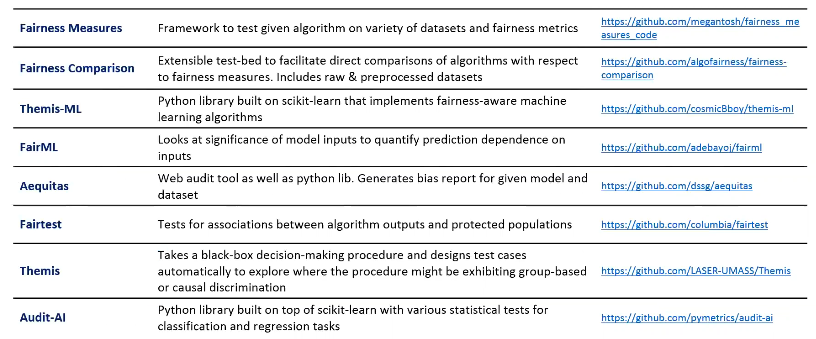 Fairness Measures
Framework to test given algorithm on variety of datasets and fairness metrics
https://github.com/megantosh/fairness_me
asures_code
Fairness Comparison
Extensible test-bed to facilitate direct comparisons of algorithms with respect
to fairness measures. Includes raw & preprocessed datasets
https://github.com/algofairness/fairness-
comparison
Themis-ML
Python library built on scikit-learn that implements fairness-aware machine
learning algorithms
https://github.com/cosmicBboy/themis-ml
FairML
Looks at significance of model inputs to quantify prediction dependence on
inputs
https://github.com/adebayoj/fairml
Aequitas
Web audit tool as well as python lib. Generates bias report for given model and
dataset
https://github.com/dssg/aequitas
Fairtest
Tests for associations between algorithm outputs and protected populations
https://github.com/columbia/fairtest
Themis
Takes a black-box decision-making procedure and designs test cases
automatically to explore where the procedure might be exhibiting group-based
or causal discrimination
https://github.com/LASER-UMASS/Themis
Audit-AI
Python library built on top of scikit-learn with various statistical tests for
classification and regression tasks
https://github.com/pymetrics/audit-ai